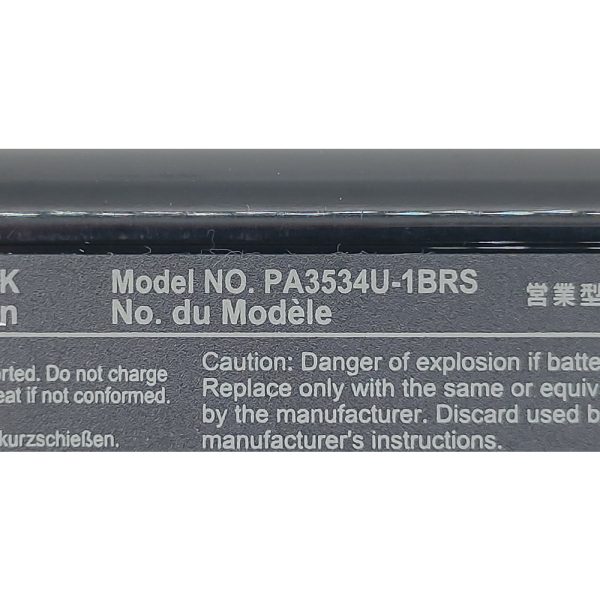 K Model NO. PA3534U-1BRS 営業型
n No. du Modèle
Caution: Danger of explosion if batte
rted. Do not charge Replace only with the same or equiv
eat if not conformed. by the manufacturer. Discard used b
kurzschießen. manufacturer's instructions.